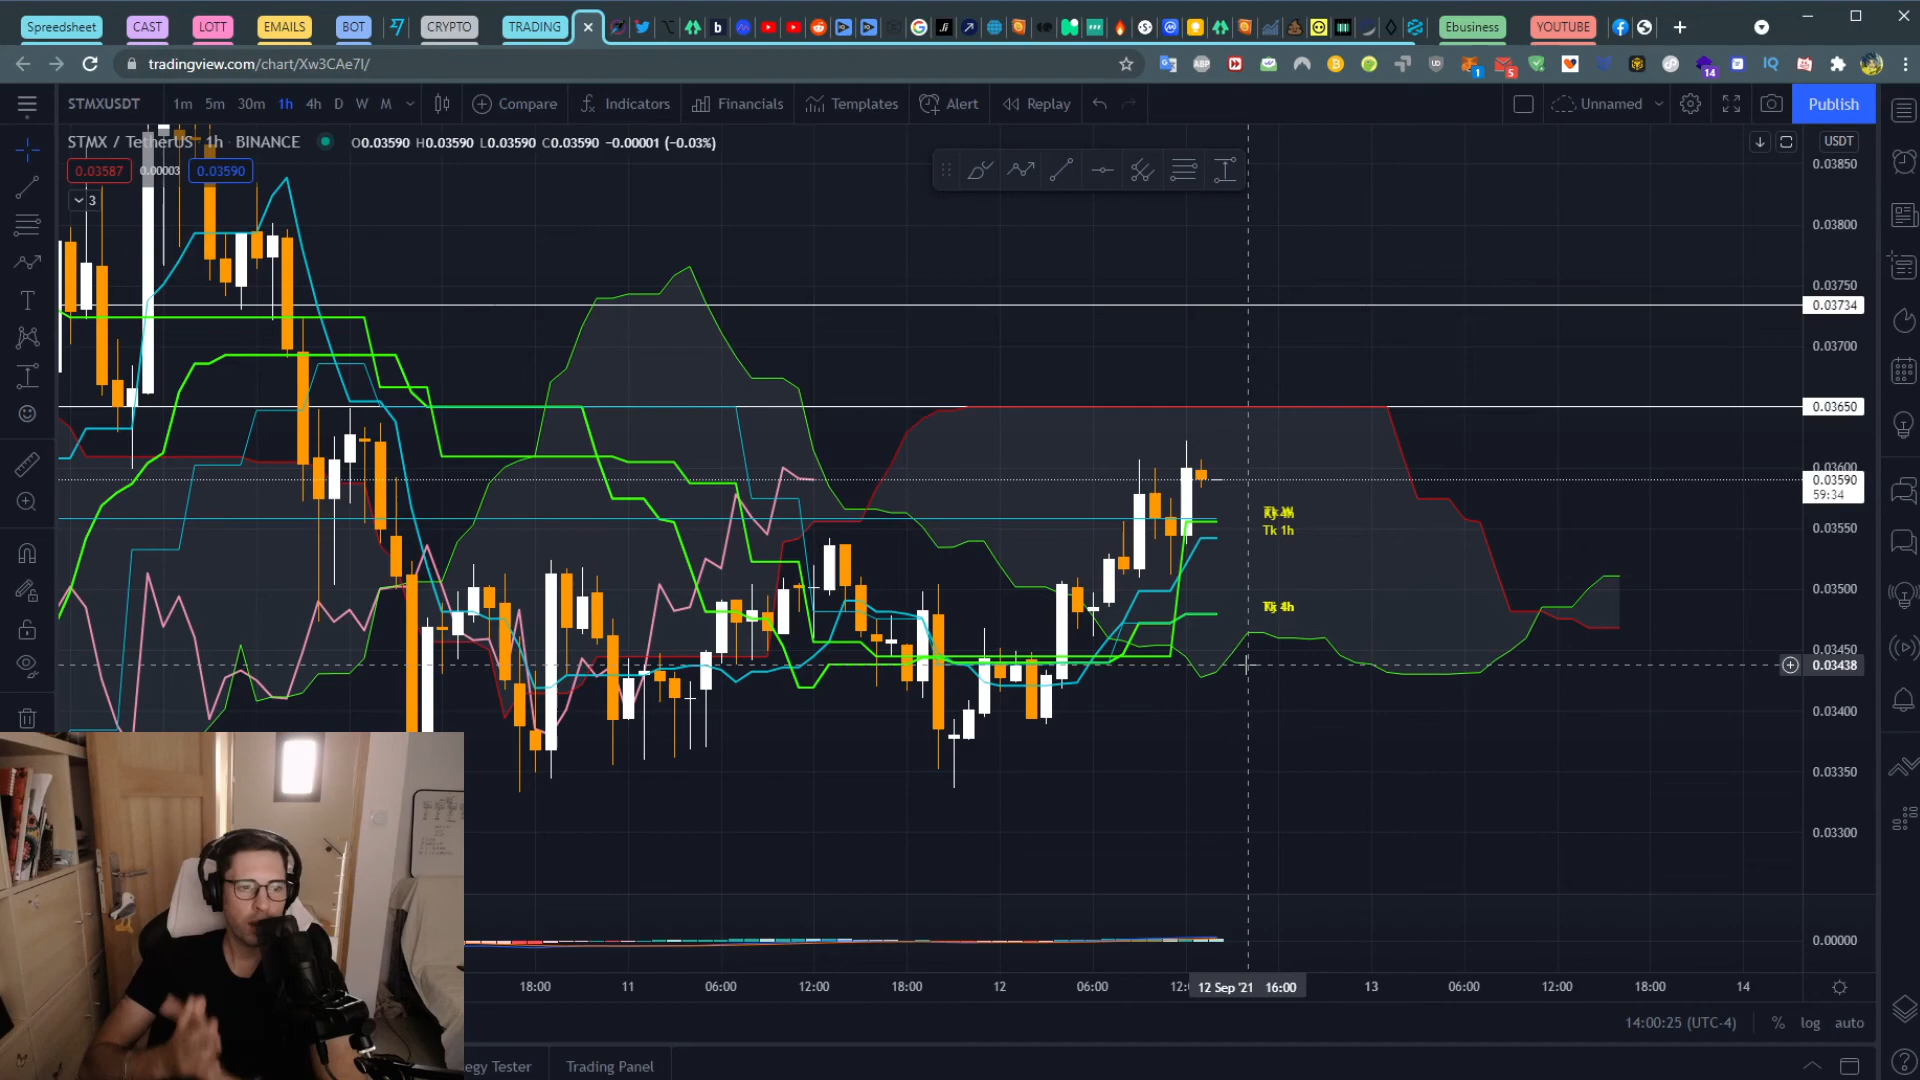 Spreedsheet CAST LOTT EMAILS BOT CRYPTO TRADING Ebusiness YOUTUBE
tradingview.com/chart/Xw3CAe7I/
STMXUSDT 1m 5m 30m 1h 4h D W M Compare Indicators Financials Templates Alert Replay Unnamed Publish
STMX / TetherUS · 1h · BINANCE O0.03590 H0.03590 L0.03590 C0.03590 −0.00001 (−0.03%)
0.03587 0.00003 0.03590
3
USDT
0.03850
0.03800
0.03750
0.03734
0.03700
0.03650
0.03600
0.03590
59:34
0.03550
0.03500
0.03450
0.03438
0.03400
0.03350
0.03300
0.00000
Tk 1h
18:00 11 06:00 12:00 18:00 12 06:00 12 Sep '21 16:00 13 06:00 12:00 18:00 14
14:00:25 (UTC-4) % log auto
egy Tester Trading Panel